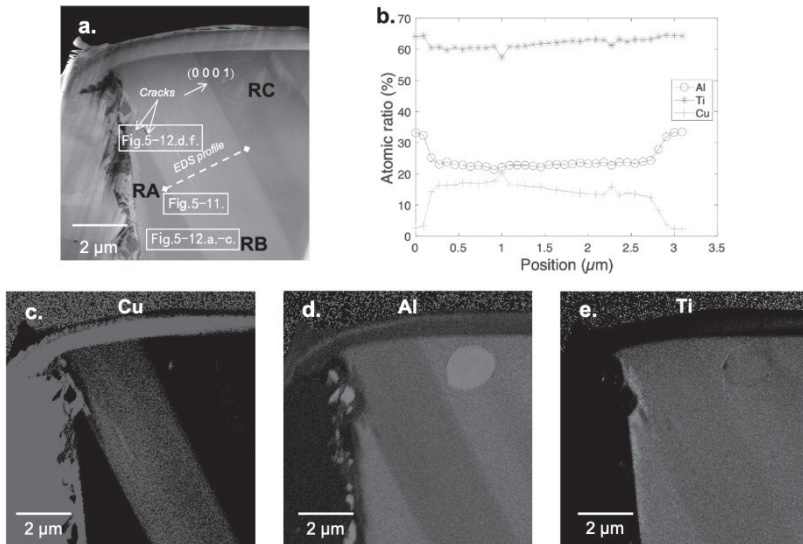 a.
(0 0 0 1)
RC
Cracks
Fig.5-12.d.f.
EDS profile
RA
Fig.5-11.
Fig.5-12.a.-c.
RB
2 μm
b.
70
60
50
40
30
20
10
0
Atomic ratio (%)
Al
Ti
Cu
0 0.5 1 1.5 2 2.5 3 3.5
Position (μm)
c.
Cu
2 μm
d.
Al
2 μm
e.
Ti
2 μm